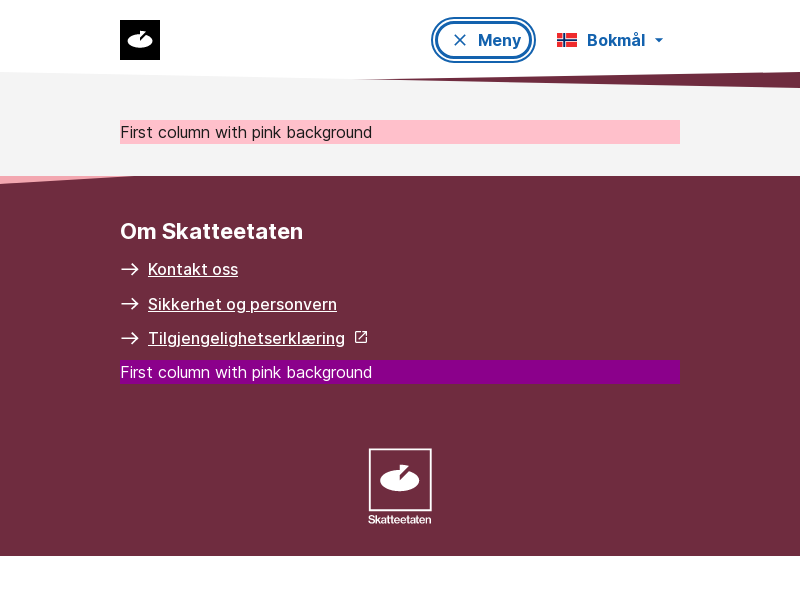 Meny
Bokmål
First column with pink background
Om Skatteetaten
Kontakt oss
Sikkerhet og personvern
Tilgjengelighetserklæring
First column with pink background
Skatteetaten